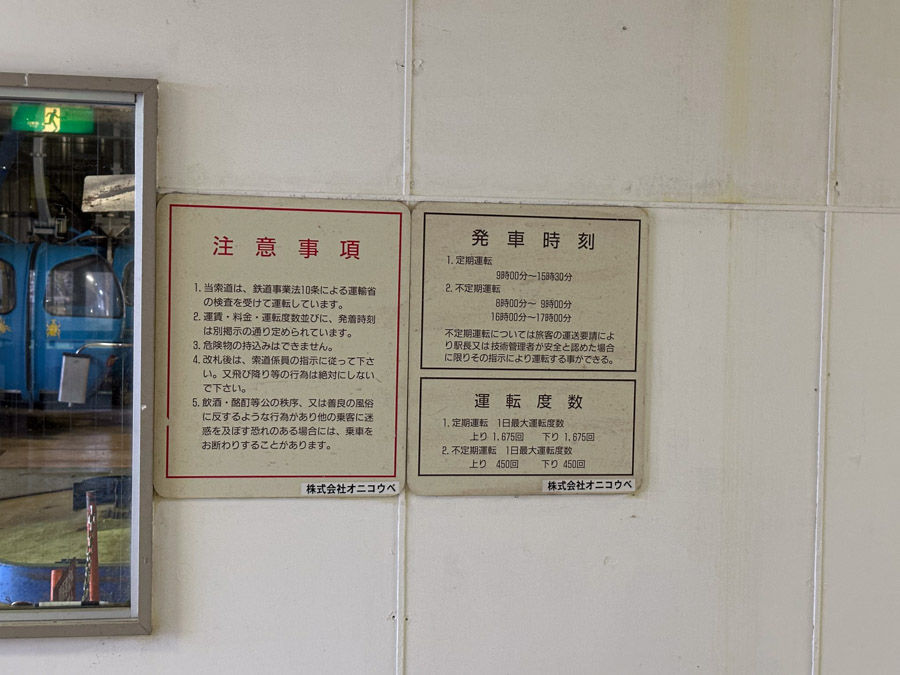 注意事項
1. 当索道は、鉄道事業法10条による運輸省
の検査を受けて運転しています。
2. 運賃・料金・運転度数並びに、発着時刻
は別掲示の通り定められています。
3. 危険物の持込みはできません。
4. 改札後は、索道係員の指示に従って下さ
い。又飛び降り等の行為は絶対にしない
で下さい。
5. 飲酒・酩酊等公の秩序、又は善良の風俗
に反するような行為があり他の乗客に迷
惑を及ぼす恐れのある場合には、乗車を
お断わりすることがあります。
株式会社オニコウベ
発車時刻
1. 定期運転
9時00分~15時30分
2. 不定期運転
8時00分~ 9時00分
16時00分~17時00分
不定期運転については旅客の運送要請によ
り駅長又は技術管理者が安全と認めた場合
に限りその指示により運転する事ができる。
運転度数
1. 定期運転 1日最大運転度数
上り 1,675回 下り 1,675回
2. 不定期運転 1日最大運転度数
上り 450回 下り 450回
株式会社オニコウベ